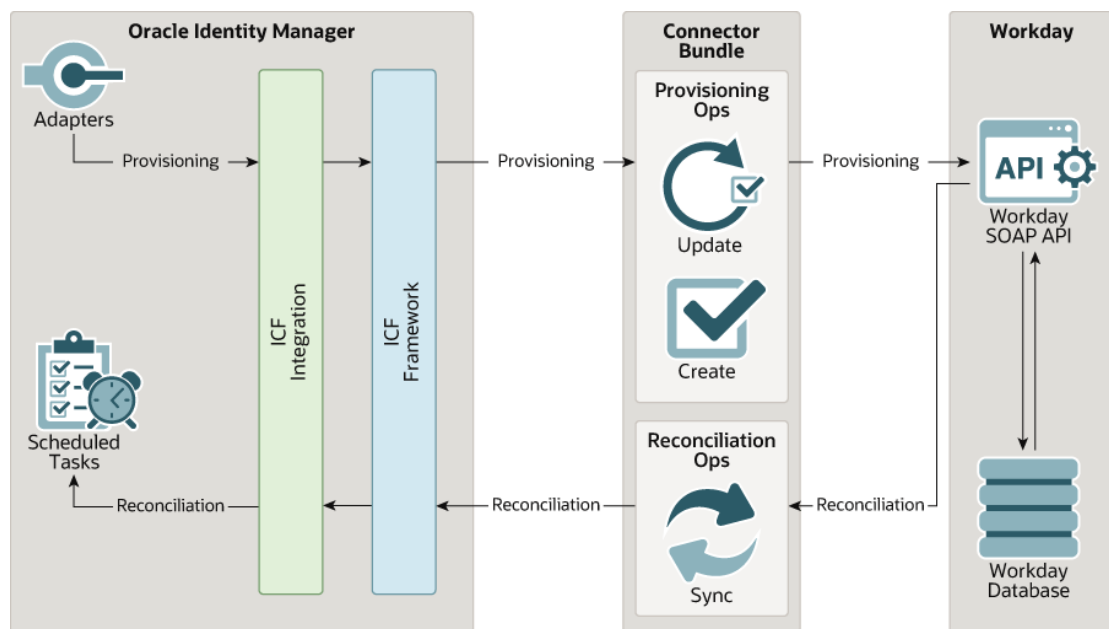 Oracle Identity Manager
Adapters
Provisioning
ICF
Integration
ICF
Framework
Scheduled
Tasks
Reconciliation
Provisioning
Reconciliation
Connector
Bundle
Provisioning
Ops
Update
Create
Reconciliation
Ops
Sync
Provisioning
Reconciliation
Workday
API
Workday
SOAP API
Workday
Database